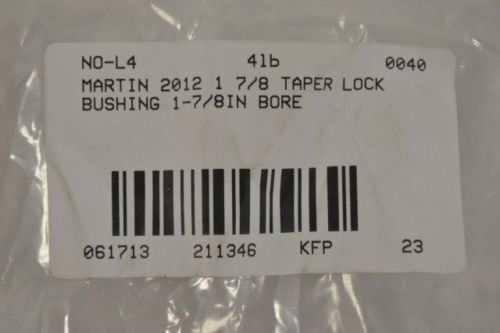 NO-L4 4lb 0040
MARTIN 2012 1 7/8 TAPER LOCK
BUSHING 1-7/8IN BORE
061713 211346 KFP 23